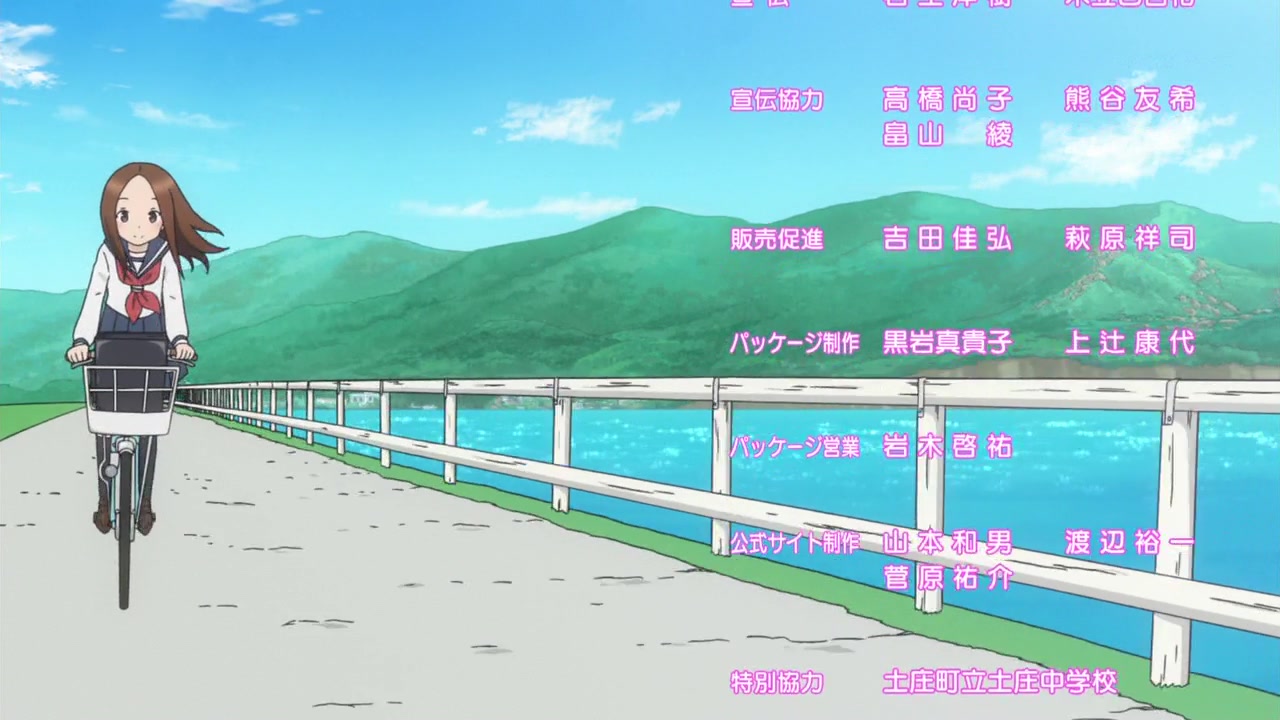 宣伝協力 高橋尚子 熊谷友希
畠山 綾
販売促進 吉田佳弘 萩原祥司
パッケージ制作 黒岩真貴子 上辻康代
パッケージ営業 岩木啓祐
公式サイト制作 山本和男 渡辺裕一
菅原祐介
特別協力 土庄町立土庄中学校